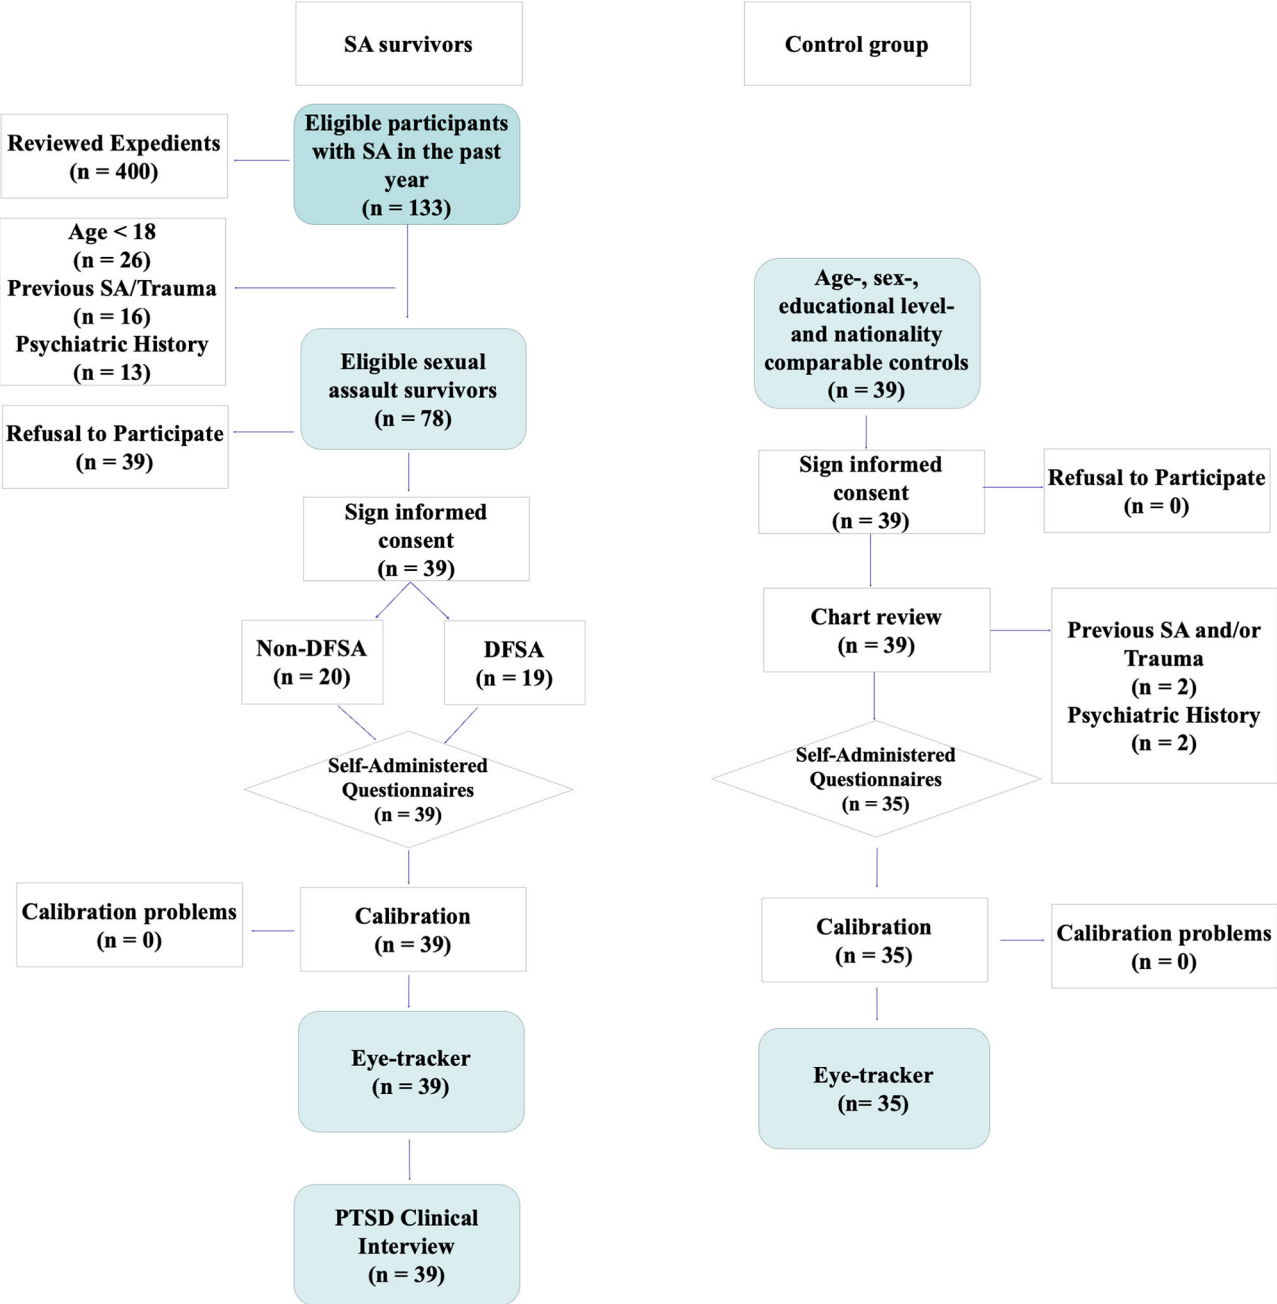 SA survivors
Control group
Eligible participants
with SA in the past
year
(n = 133)
Reviewed Expedients
(n = 400)
Age < 18
(n = 26)
Previous SA/Trauma
(n = 16)
Psychiatric History
(n = 13)
Eligible sexual
assault survivors
(n = 78)
Refusal to Participate
(n = 39)
Sign informed
consent
(n = 39)
Non-DFSA
(n = 20)
DFSA
(n = 19)
Self-Administered
Questionnaires
(n = 39)
Calibration problems
(n = 0)
Calibration
(n = 39)
Eye-tracker
(n = 39)
PTSD Clinical
Interview
(n = 39)
Age-, sex-,
educational level-
and nationality
comparable controls
(n = 39)
Sign informed
consent
(n = 39)
Refusal to Participate
(n = 0)
Chart review
(n = 39)
Previous SA and/or
Trauma
(n = 2)
Psychiatric History
(n = 2)
Self-Administered
Questionnaires
(n = 35)
Calibration
(n = 35)
Calibration problems
(n = 0)
Eye-tracker
(n= 35)